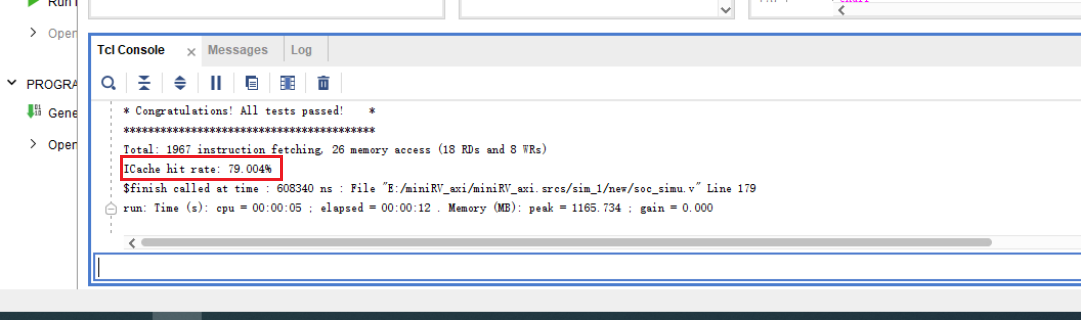 Run
Open
PROGRA
Gene
Open
Tcl Console × Messages Log
* Congratulations! All tests passed! *
*****************************************
Total: 1967 instruction fetching, 26 memory access (18 RDs and 8 WRs)
ICache hit rate: 79.004%
$finish called at time : 608340 ns : File "E:/miniRV_axi/miniRV_axi.srcs/sim_1/new/soc_simu.v" Line 179
run: Time (s): cpu = 00:00:05 ; elapsed = 00:00:12 . Memory (MB): peak = 1165.734 ; gain = 0.000